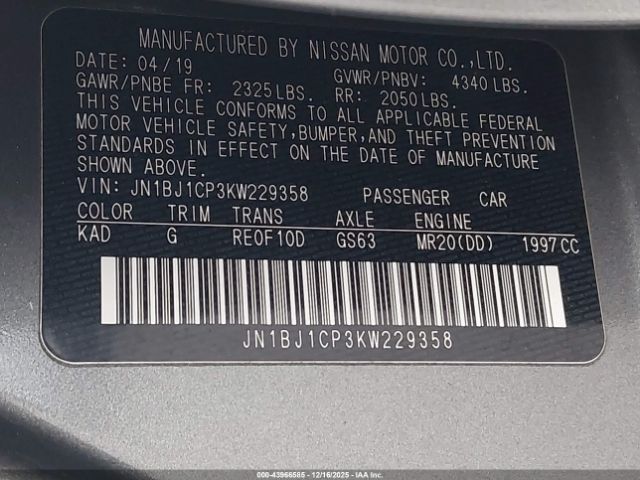 MANUFACTURED BY NISSAN MOTOR CO.,LTD.
DATE: 04/19 GVWR/PNBV: 4340 LBS.
GAWR/PNBE FR: 2325 LBS. RR: 2050 LBS.
THIS VEHICLE CONFORMS TO ALL APPLICABLE FEDERAL
MOTOR VEHICLE SAFETY,BUMPER,AND THEFT PREVENTION
STANDARDS IN EFFECT ON THE DATE OF MANUFACTURE
SHOWN ABOVE.
VIN: JN1BJ1CP3KW229358 PASSENGER CAR
COLOR TRIM TRANS AXLE ENGINE
KAD G RE0F10D GS63 MR20(DD) 1997CC
JN1BJ1CP3KW229358
000-43966585 - 12/16/2025 - IAAI.COM